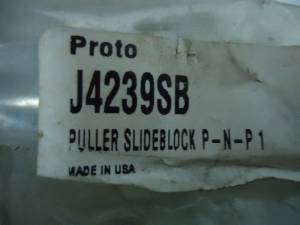 Proto
J4239SB
PULLER SLIDEBLOCK P-N-P 1
MADE IN USA